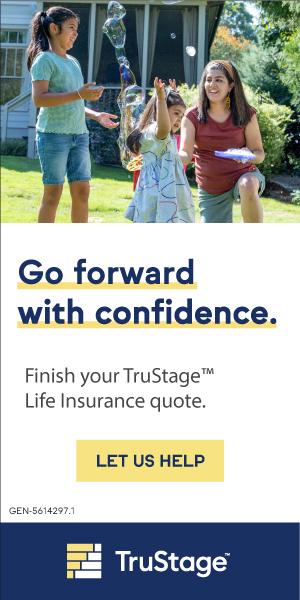 Go forward
with confidence.
Finish your TruStage™
Life Insurance quote.
LET US HELP
GEN-5614297.1
TruStage™